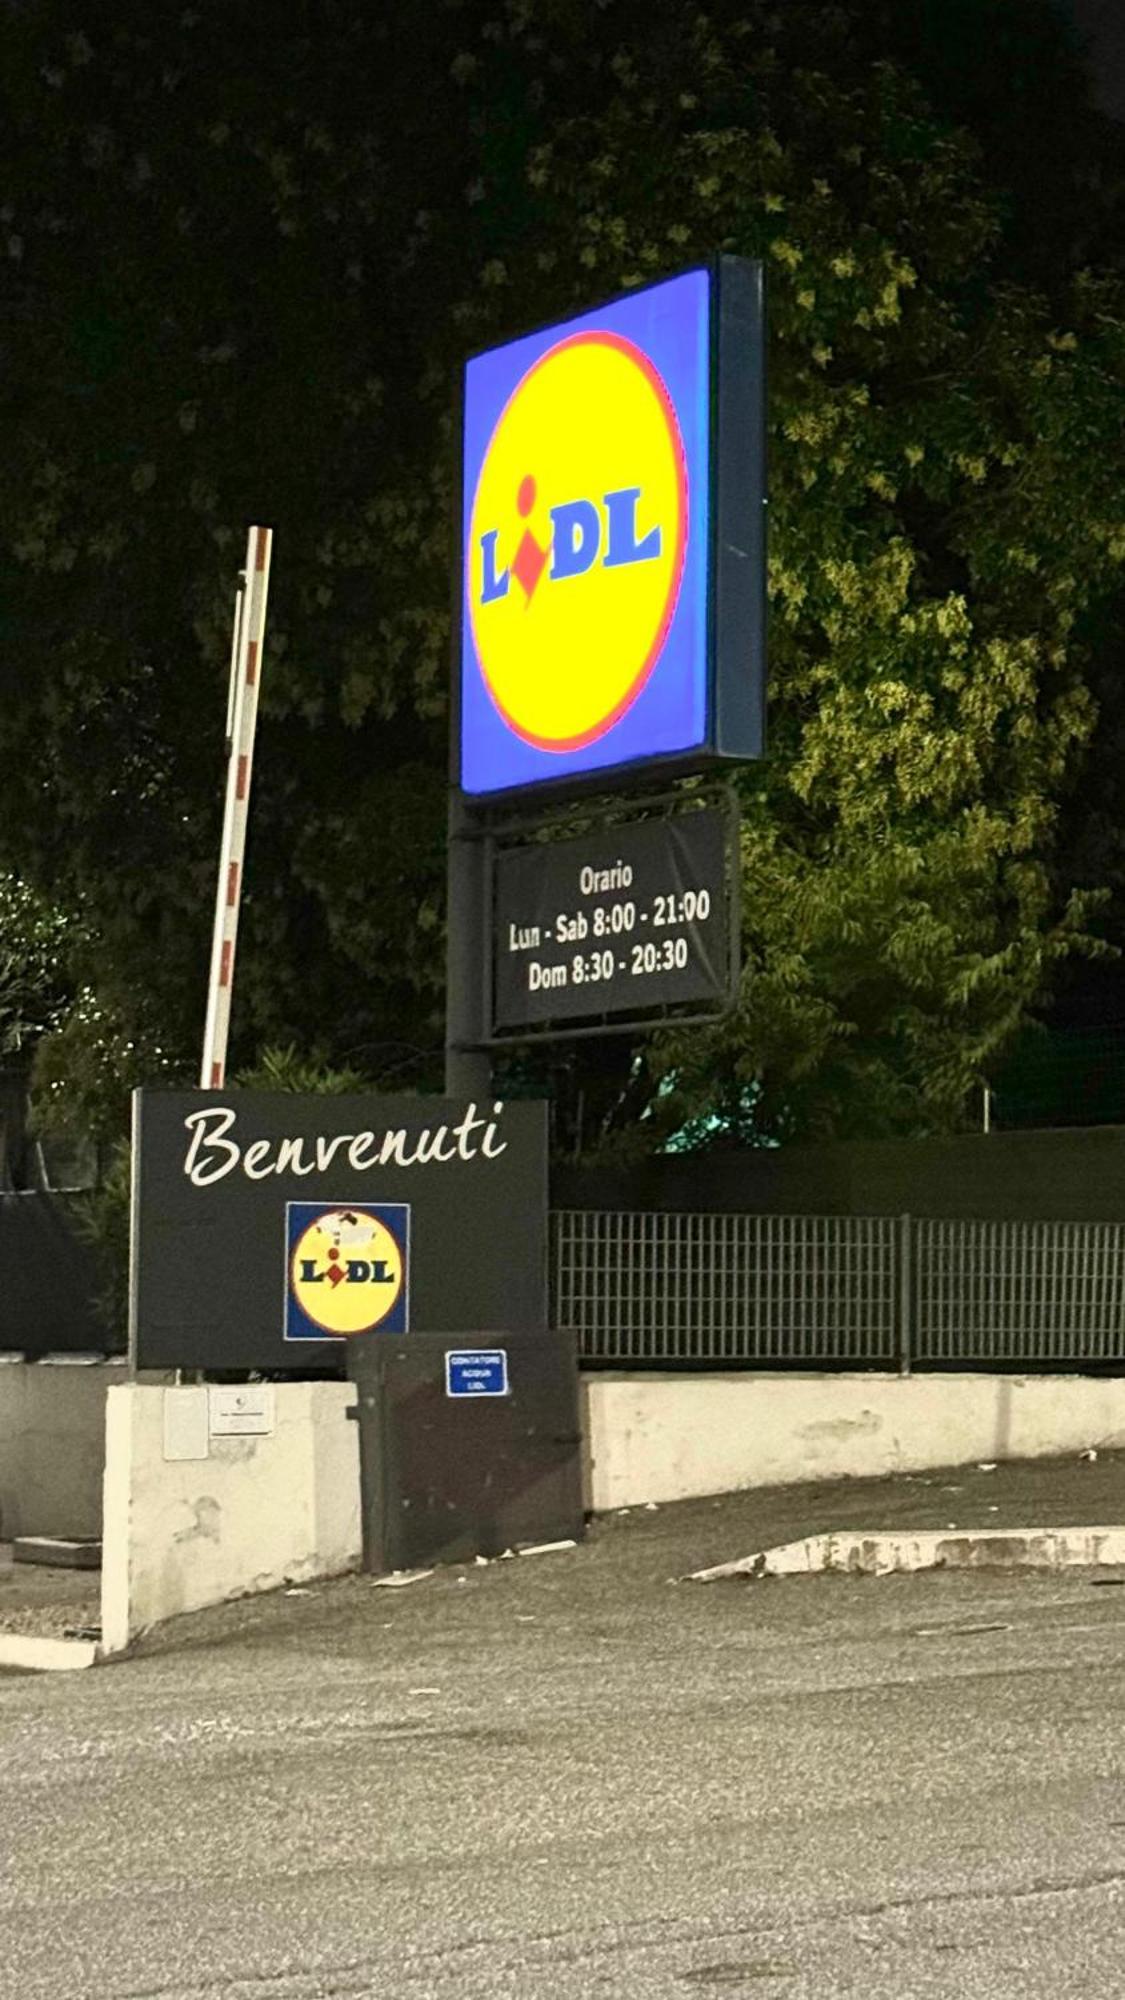 LiDL
Orario
Lun - Sab 8:00 - 21:00
Dom 8:30 - 20:30
Benvenuti
LiDL
CONTATORE
ACQUA
LIDL